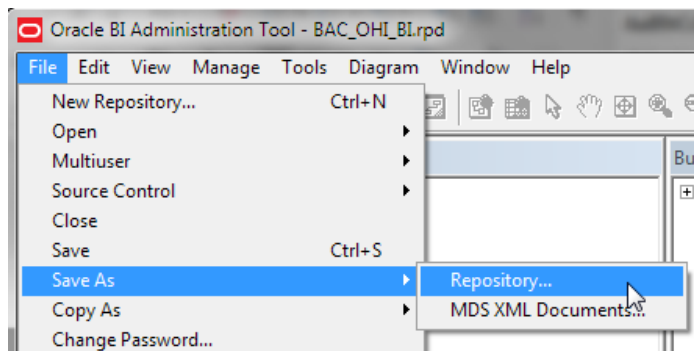 Oracle BI Administration Tool - BAC_OHI_BI.rpd
File Edit View Manage Tools Diagram Window Help
New Repository... Ctrl+N
Open
Multiuser
Bu
Source Control
Close
Save Ctrl+S
Save As
Repository...
Copy As
MDS XML Documents...
Change Password...